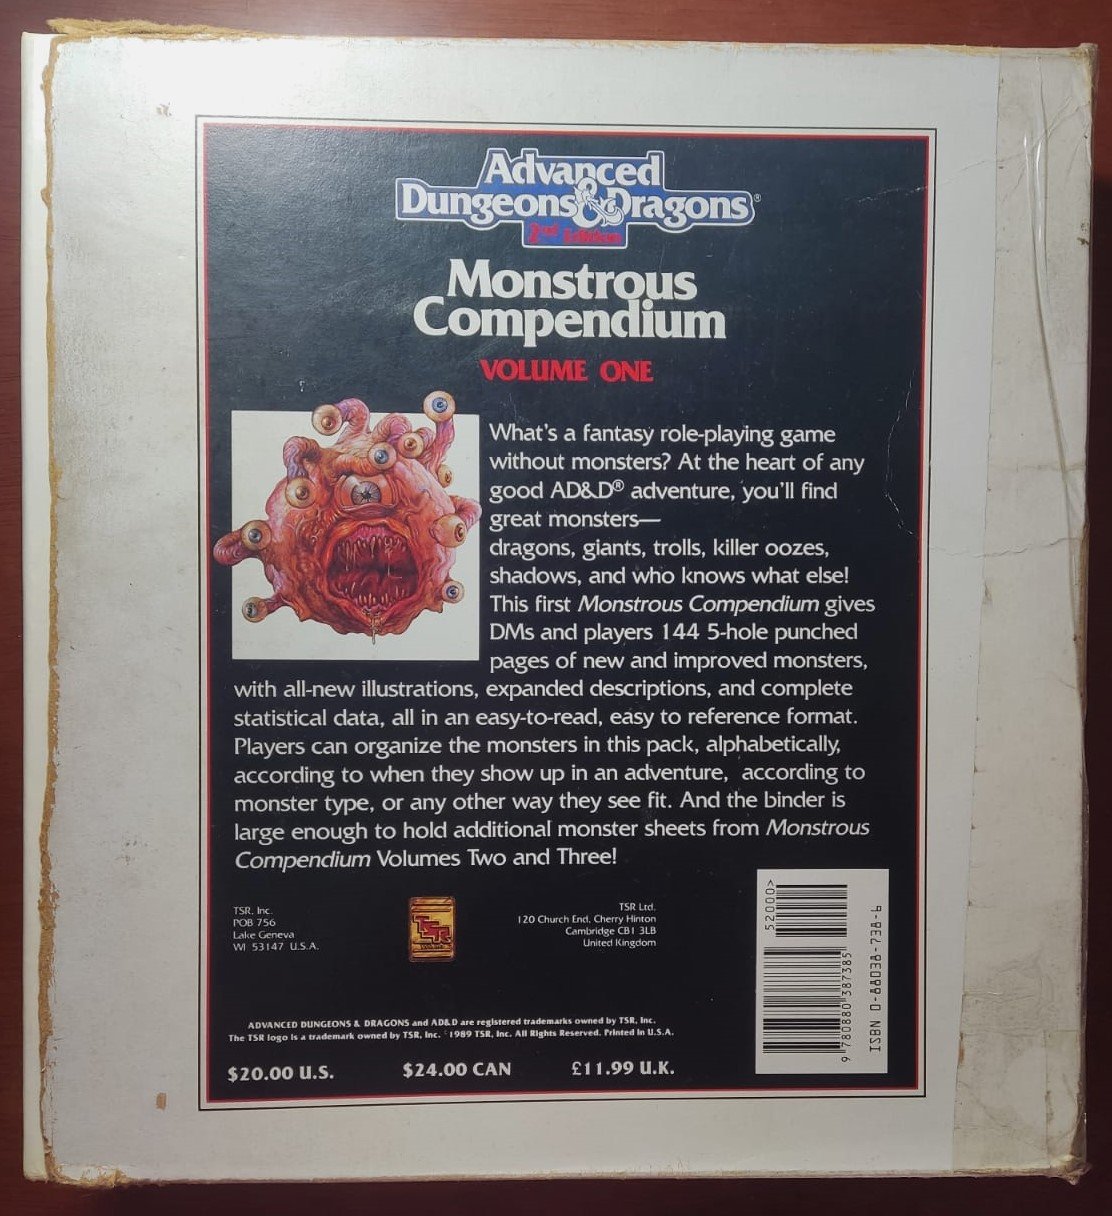 Advanced
Dungeons & Dragons®
2nd Edition
Monstrous
Compendium
VOLUME ONE
What's a fantasy role-playing game
without monsters? At the heart of any
good AD&D® adventure, you'll find
great monsters—
dragons, giants, trolls, killer oozes,
shadows, and who knows what else!
This first Monstrous Compendium gives
DMs and players 144 5-hole punched
pages of new and improved monsters,
with all-new illustrations, expanded descriptions, and complete
statistical data, all in an easy-to-read, easy to reference format.
Players can organize the monsters in this pack, alphabetically,
according to when they show up in an adventure, according to
monster type, or any other way they see fit. And the binder is
large enough to hold additional monster sheets from Monstrous
Compendium Volumes Two and Three!
TSR, Inc.
POB 756
Lake Geneva
WI 53147 U.S.A.
TSR
TSR Ltd.
120 Church End, Cherry Hinton
Cambridge CB1 3LB
United Kingdom
52000>
9 780880 387385
ISBN 0-88038-738-6
ADVANCED DUNGEONS & DRAGONS and AD&D are registered trademarks owned by TSR, Inc.
The TSR logo is a trademark owned by TSR, Inc. ©1989 TSR, Inc. All Rights Reserved. Printed in U.S.A.
$20.00 U.S.
$24.00 CAN
£11.99 U.K.